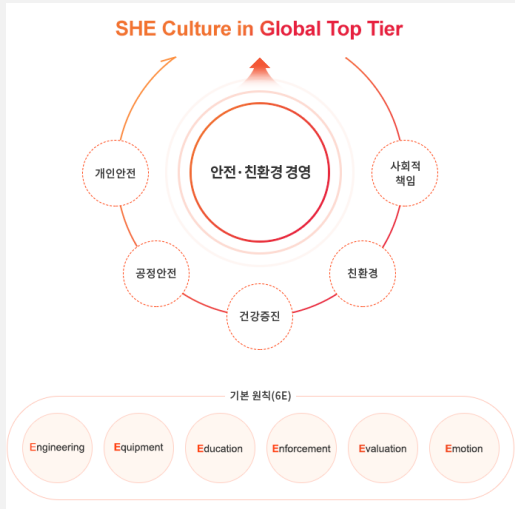 SHE Culture in Global Top Tier
안전·친환경 경영
개인안전
사회적
책임
공정안전
친환경
건강증진
기본 원칙(6E)
Engineering
Equipment
Education
Enforcement
Evaluation
Emotion